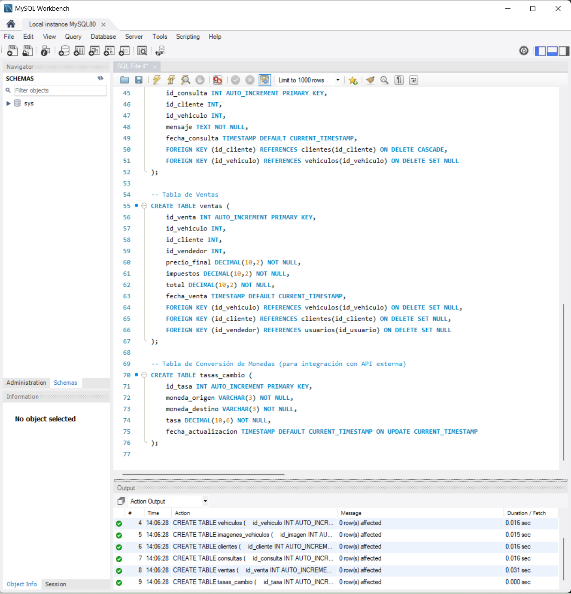 MySQL Workbench
Local instance MySQL80
File Edit View Query Database Server Tools Scripting Help
Navigator
SCHEMAS
Filter objects
sys
Administration Schemas
Information
No object selected
Object Info Session
SQL File 4*
Limit to 1000 rows
45 id_consulta INT AUTO_INCREMENT PRIMARY KEY,
46 id_cliente INT,
47 id_vehiculo INT,
48 mensaje TEXT NOT NULL,
49 fecha_consulta TIMESTAMP DEFAULT CURRENT_TIMESTAMP,
50 FOREIGN KEY (id_cliente) REFERENCES clientes(id_cliente) ON DELETE CASCADE,
51 FOREIGN KEY (id_vehiculo) REFERENCES vehiculos(id_vehiculo) ON DELETE SET NULL
52 );
53
54 -- Tabla de Ventas
55 CREATE TABLE ventas (
56 id_venta INT AUTO_INCREMENT PRIMARY KEY,
57 id_vehiculo INT,
58 id_cliente INT,
59 id_vendedor INT,
60 precio_final DECIMAL(10,2) NOT NULL,
61 impuestos DECIMAL(10,2) NOT NULL,
62 total DECIMAL(10,2) NOT NULL,
63 fecha_venta TIMESTAMP DEFAULT CURRENT_TIMESTAMP,
64 FOREIGN KEY (id_vehiculo) REFERENCES vehiculos(id_vehiculo) ON DELETE SET NULL,
65 FOREIGN KEY (id_cliente) REFERENCES clientes(id_cliente) ON DELETE SET NULL,
66 FOREIGN KEY (id_vendedor) REFERENCES usuarios(id_usuario) ON DELETE SET NULL
67 );
68
69 -- Tabla de Conversión de Monedas (para integración con API externa)
70 CREATE TABLE tasas_cambio (
71 id_tasa INT AUTO_INCREMENT PRIMARY KEY,
72 moneda_origen VARCHAR(3) NOT NULL,
73 moneda_destino VARCHAR(3) NOT NULL,
74 tasa DECIMAL(10,6) NOT NULL,
75 fecha_actualizacion TIMESTAMP DEFAULT CURRENT_TIMESTAMP ON UPDATE CURRENT_TIMESTAMP
76 );
77
Output
Action Output
# Time Action Message Duration / Fetch
4 14:06:28 CREATE TABLE vehiculos ( id_vehiculo INT AUTO_INCR... 0 row(s) affected 0.016 sec
5 14:06:28 CREATE TABLE imagenes_vehiculos ( id_imagen INT AU... 0 row(s) affected 0.015 sec
6 14:06:28 CREATE TABLE clientes ( id_cliente INT AUTO_INCREM... 0 row(s) affected 0.016 sec
7 14:06:28 CREATE TABLE consultas ( id_consulta INT AUTO_INCR... 0 row(s) affected 0.016 sec
8 14:06:28 CREATE TABLE ventas ( id_venta INT AUTO_INCREME... 0 row(s) affected 0.031 sec
9 14:06:28 CREATE TABLE tasas_cambio ( id_tasa INT AUTO_INCR... 0 row(s) affected 0.000 sec